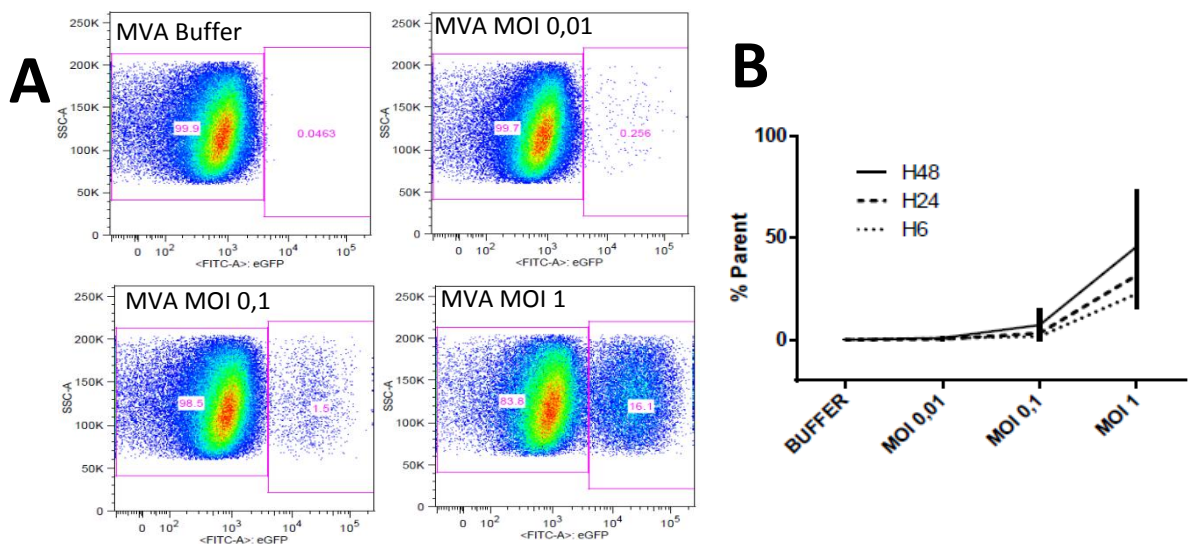 A
MVA Buffer
250K
200K
150K
100K
50K
0
SSC-A
99.9
0.0463
0 10² 10³ 10⁴ 10⁵
<FITC-A>: eGFP
MVA MOI 0,01
250K
200K
150K
100K
50K
0
SSC-A
99.7
0.256
0 10² 10³ 10⁴ 10⁵
<FITC-A>: eGFP
MVA MOI 0,1
250K
200K
150K
100K
50K
0
SSC-A
98.5
1.5
0 10² 10³ 10⁴ 10⁵
<FITC-A>: eGFP
MVA MOI 1
250K
200K
150K
100K
50K
0
SSC-A
83.8
16.1
0 10² 10³ 10⁴ 10⁵
<FITC-A>: eGFP
B
% Parent
100
50
0
H48
H24
H6
BUFFER
MOI 0,01
MOI 0,1
MOI 1